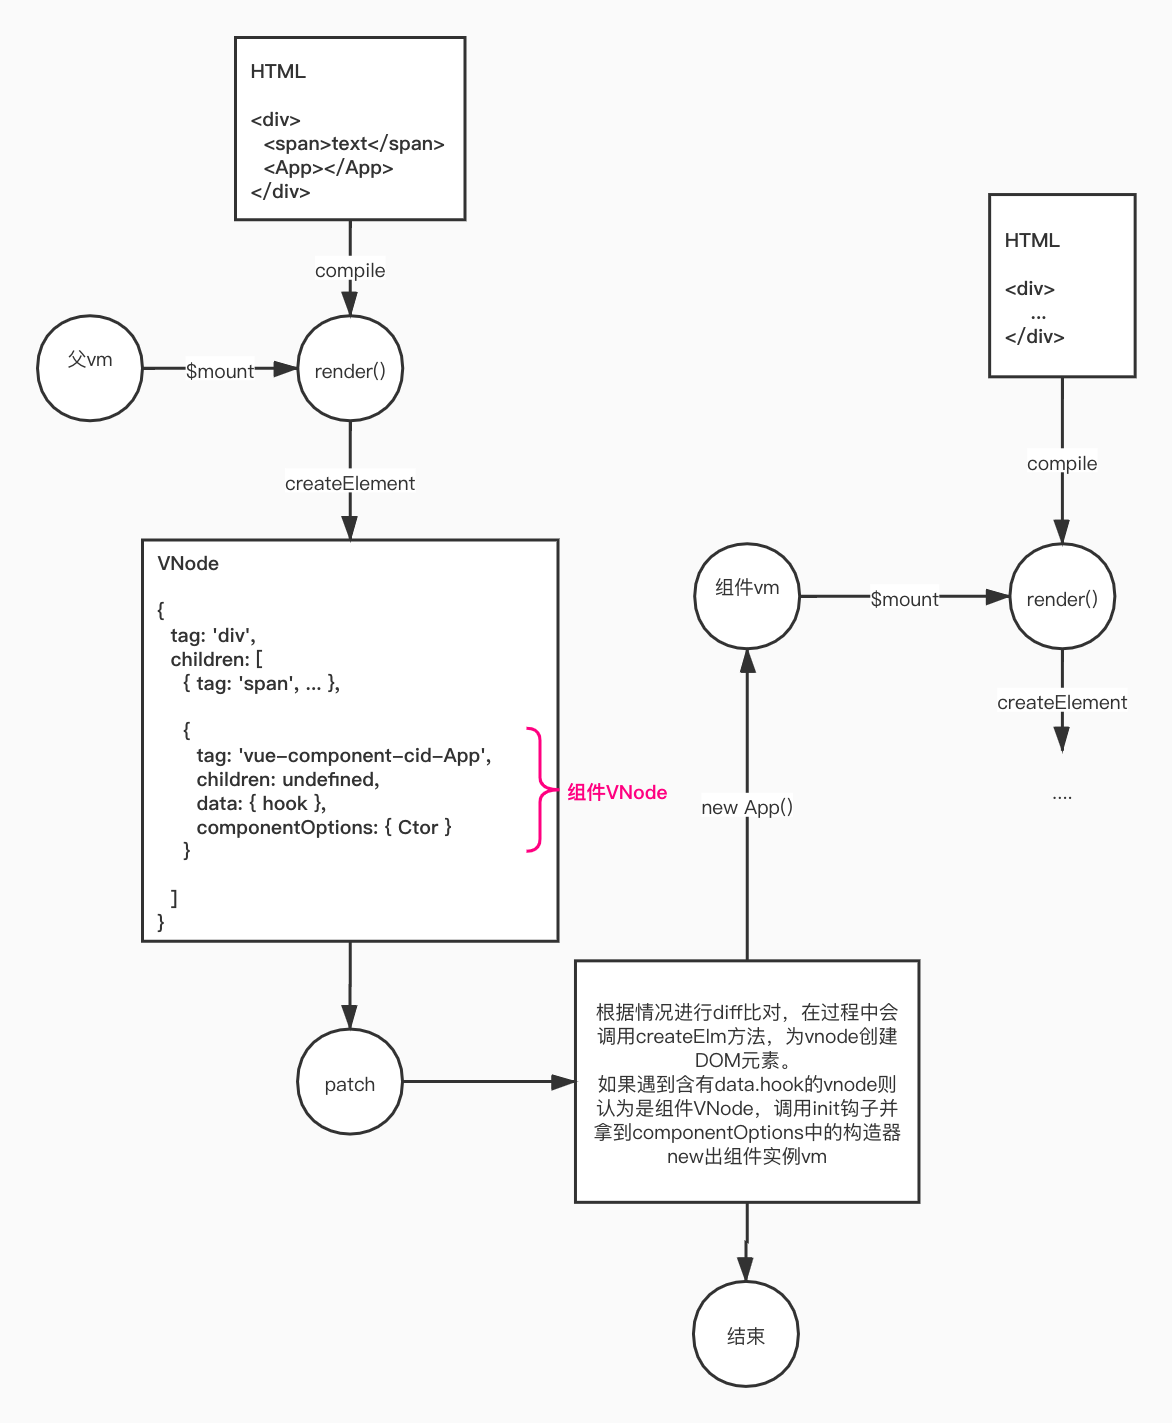 HTML
<div>
<span>text</span>
<App></App>
</div>
compile
父vm
$mount
render()
createElement
VNode
{
tag: 'div',
children: [
{ tag: 'span', ... },
{
tag: 'vue-component-cid-App',
children: undefined,
data: { hook },
componentOptions: { Ctor }
}
]
}
组件VNode
patch
根据情况进行diff比对，在过程中会
调用createElm方法，为vnode创建
DOM元素。
如果遇到含有data.hook的vnode则
认为是组件VNode，调用init钩子并
拿到componentOptions中的构造器
new出组件实例vm
结束
new App()
组件vm
$mount
HTML
<div>
...
</div>
compile
render()
createElement
....